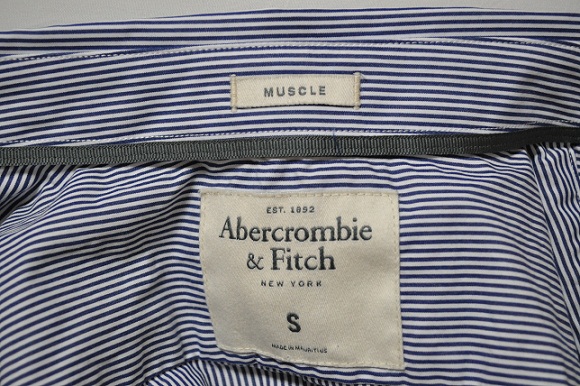 MUSCLE
EST. 1892
Abercrombie
& Fitch
NEW YORK
S
MADE IN MAURITIUS